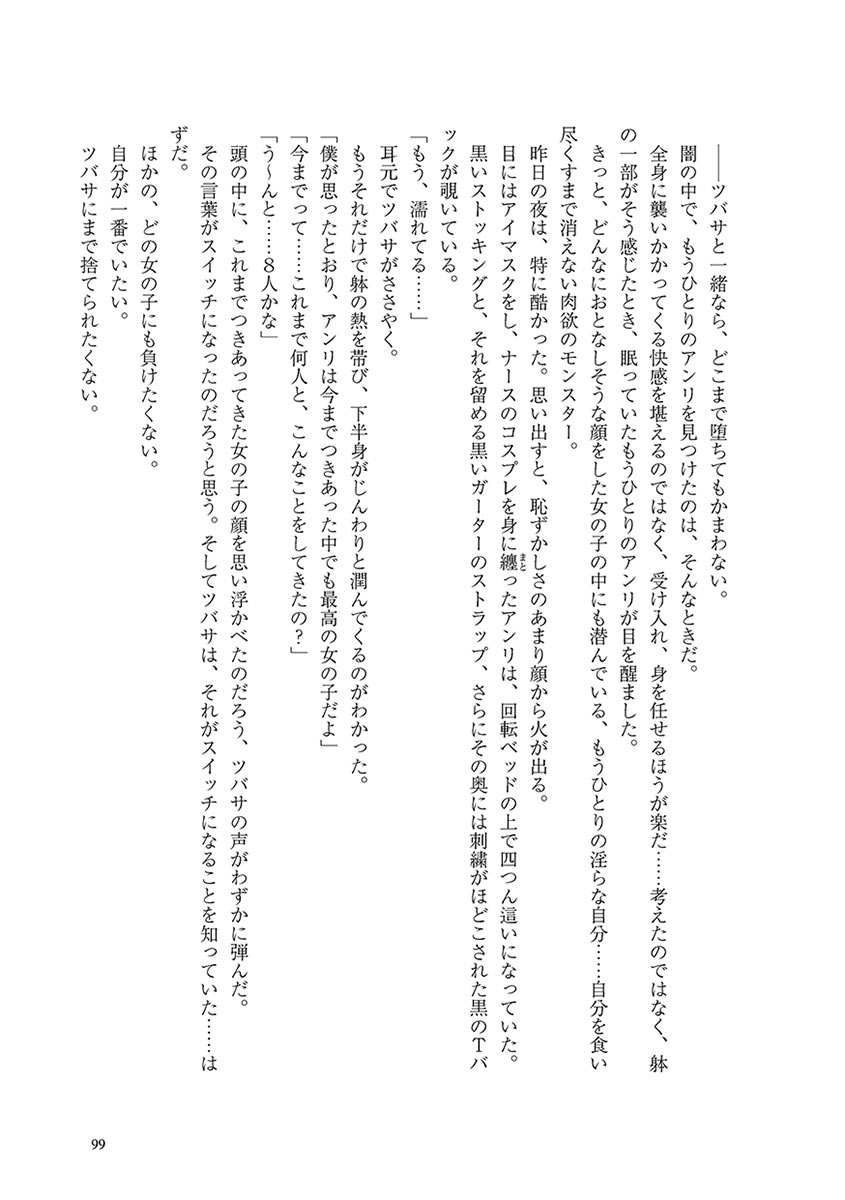 ――ツバサと一緒なら、どこまで堕ちてもかまわない。
闇の中で、もうひとりのアンリを見つけたのは、そんなときだ。
全身に襲いかかってくる快感を堪えるのではなく、受け入れ、身を任せるほうが楽だ……考えたのではなく、躰
の一部がそう感じたとき、眠っていたもうひとりのアンリが目を醒ました。
きっと、どんなにおとなしそうな顔をした女の子の中にも潜んでいる、もうひとりの淫らな自分……自分を食い
尽くすまで消えない肉欲のモンスター。
昨日の夜は、特に酷かった。思い出すと、恥ずかしさのあまり顔から火が出る。
目にはアイマスクをし、ナースのコスプレを身に纏まとったアンリは、回転ベッドの上で四つん這いになっていた。
黒いストッキングと、それを留める黒いガーターのストラップ、さらにその奥には刺繍がほどこされた黒のTバ
ックが覗いている。
「もう、濡れてる……」
耳元でツバサがささやく。
もうそれだけで躰の熱を帯び、下半身がじんわりと潤んでくるのがわかった。
「僕が思ったとおり、アンリは今までつきあった中でも最高の女の子だよ」
「今までって……これまで何人と、こんなことをしてきたの？」
「う〜んと……８人かな」
頭の中に、これまでつきあってきた女の子の顔を思い浮かべたのだろう、ツバサの声がわずかに弾んだ。
その言葉がスイッチになったのだろうと思う。そしてツバサは、それがスイッチになることを知っていた……は
ずだ。
ほかの、どの女の子にも負けたくない。
自分が一番でいたい。
ツバサにまで捨てられたくない。
99